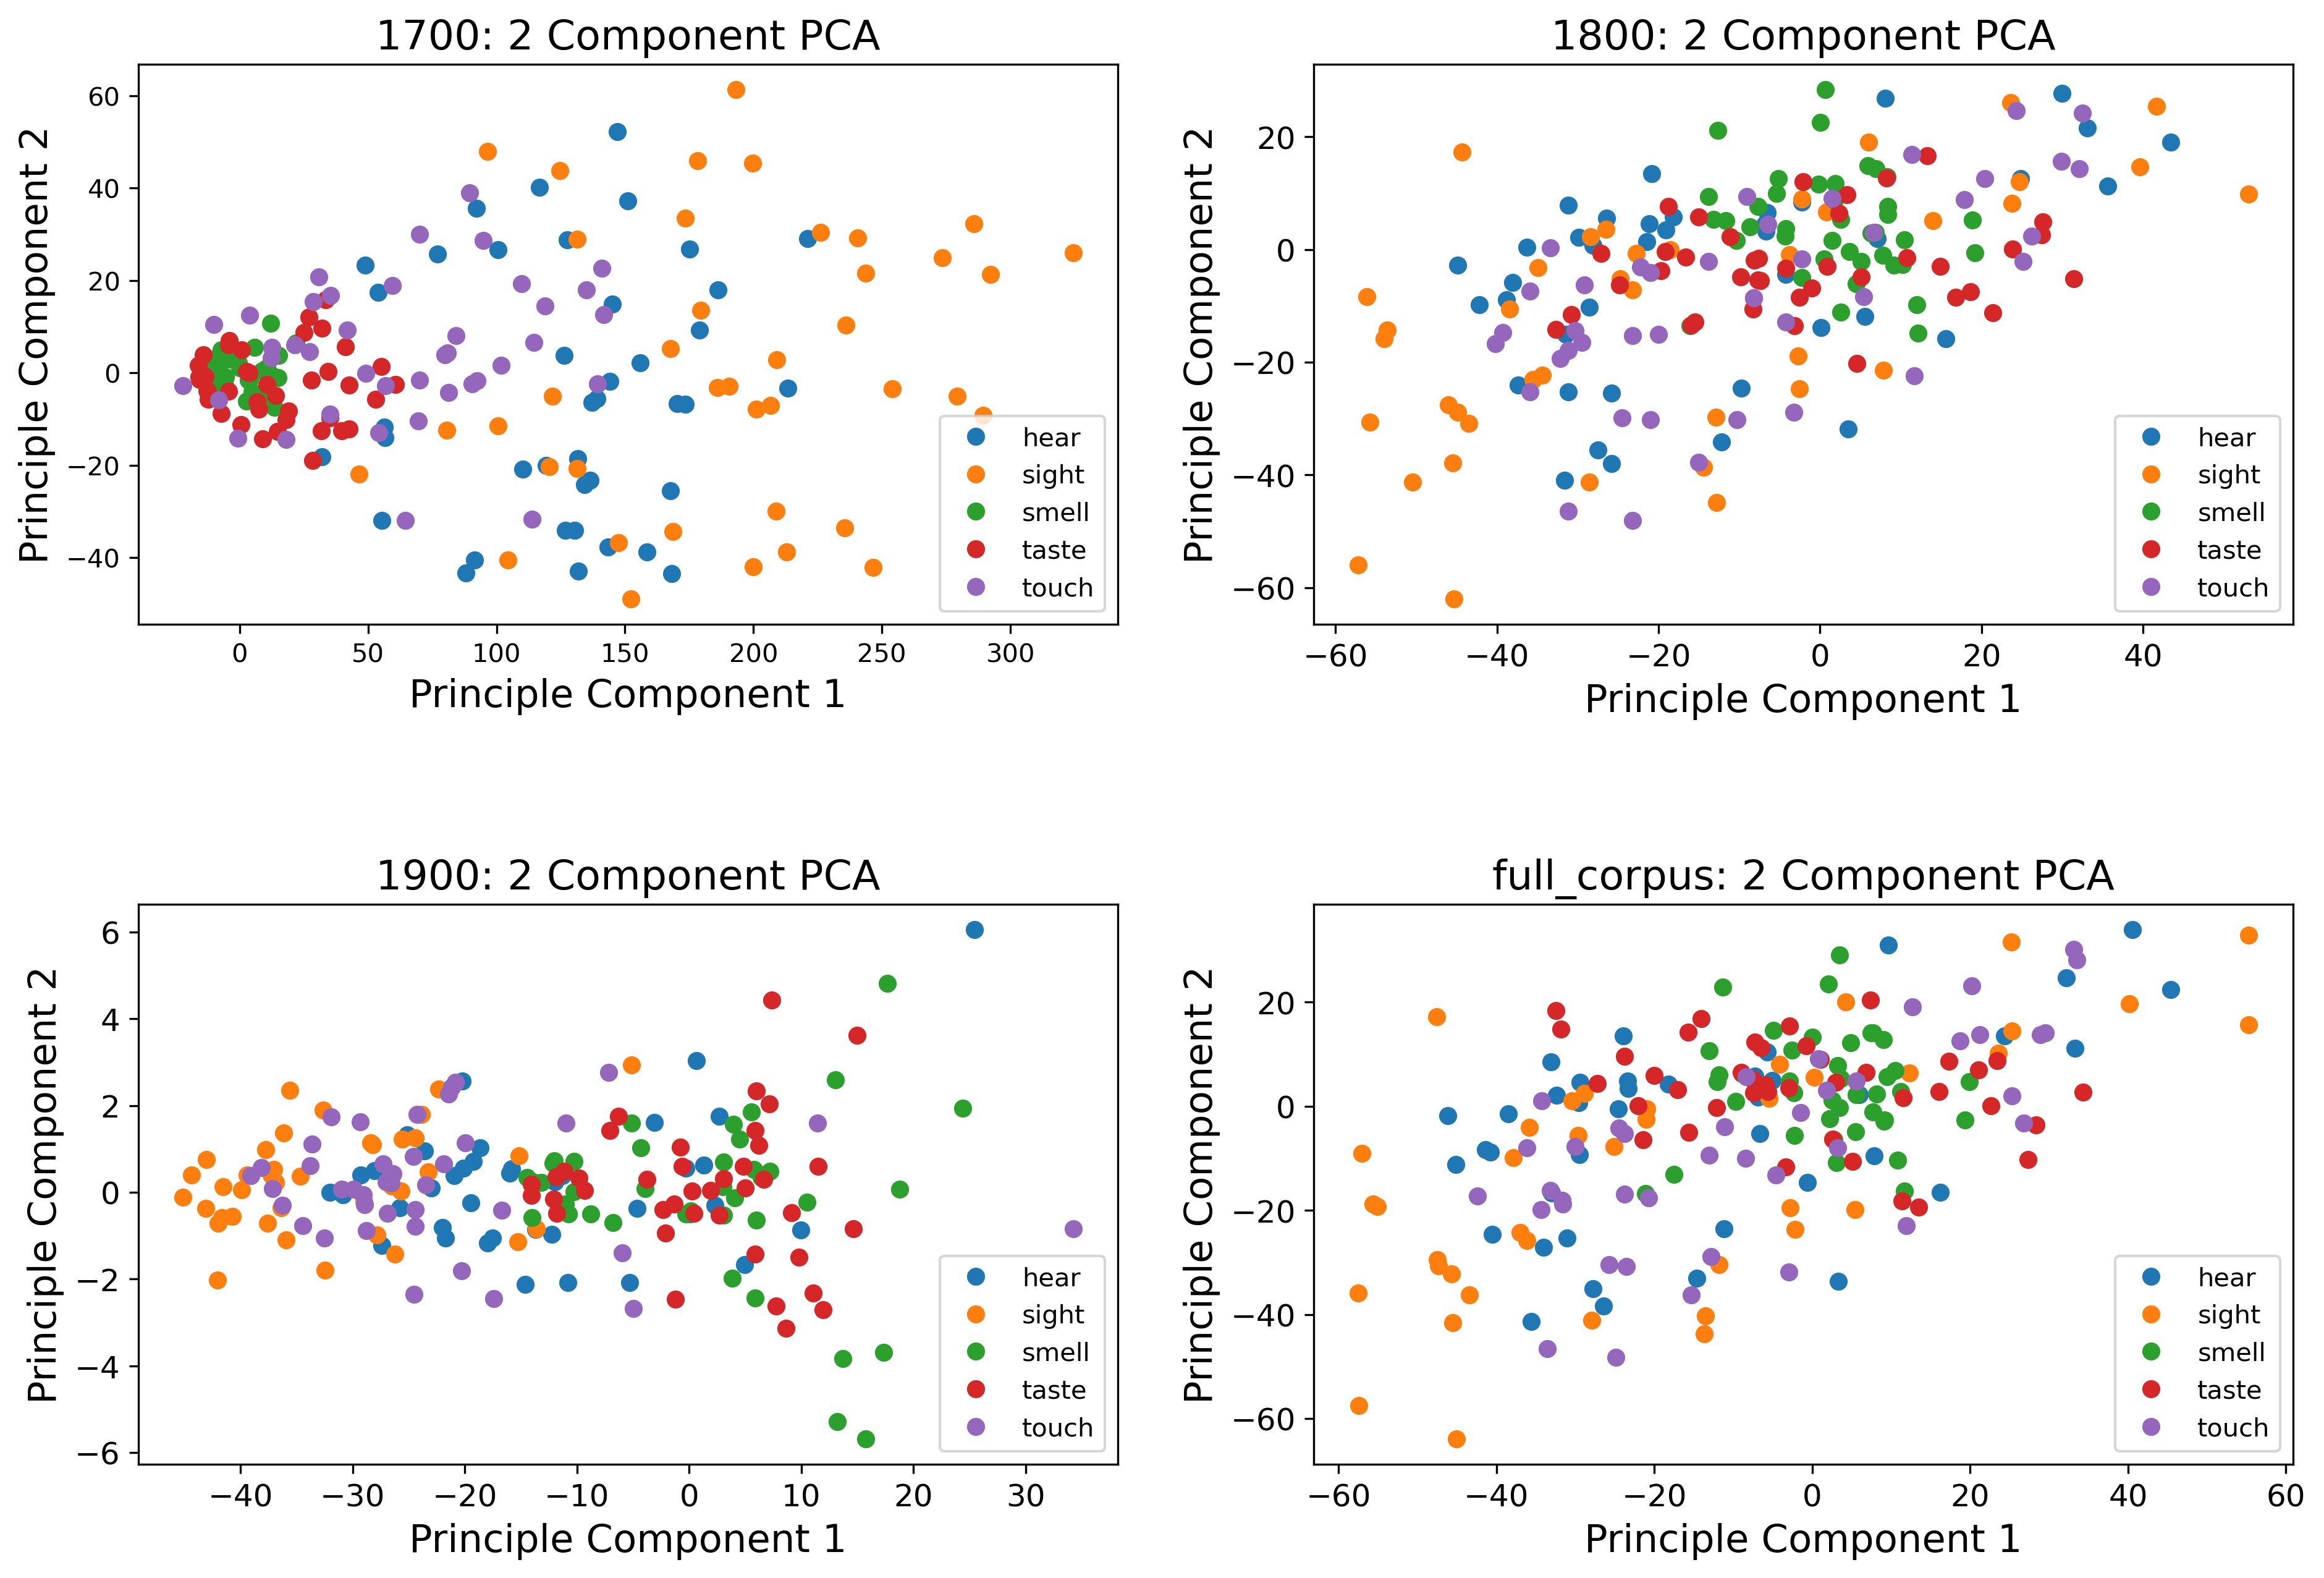 1700: 2 Component PCA
60
40
20
0
−20
−40
Principle Component 2
0 50 100 150 200 250 300
Principle Component 1
hear
sight
smell
taste
touch
1800: 2 Component PCA
20
0
−20
−40
−60
Principle Component 2
−60 −40 −20 0 20 40
Principle Component 1
hear
sight
smell
taste
touch
1900: 2 Component PCA
6
4
2
0
−2
−4
−6
Principle Component 2
−40 −30 −20 −10 0 10 20 30
Principle Component 1
hear
sight
smell
taste
touch
full_corpus: 2 Component PCA
20
0
−20
−40
−60
Principle Component 2
−60 −40 −20 0 20 40 60
Principle Component 1
hear
sight
smell
taste
touch